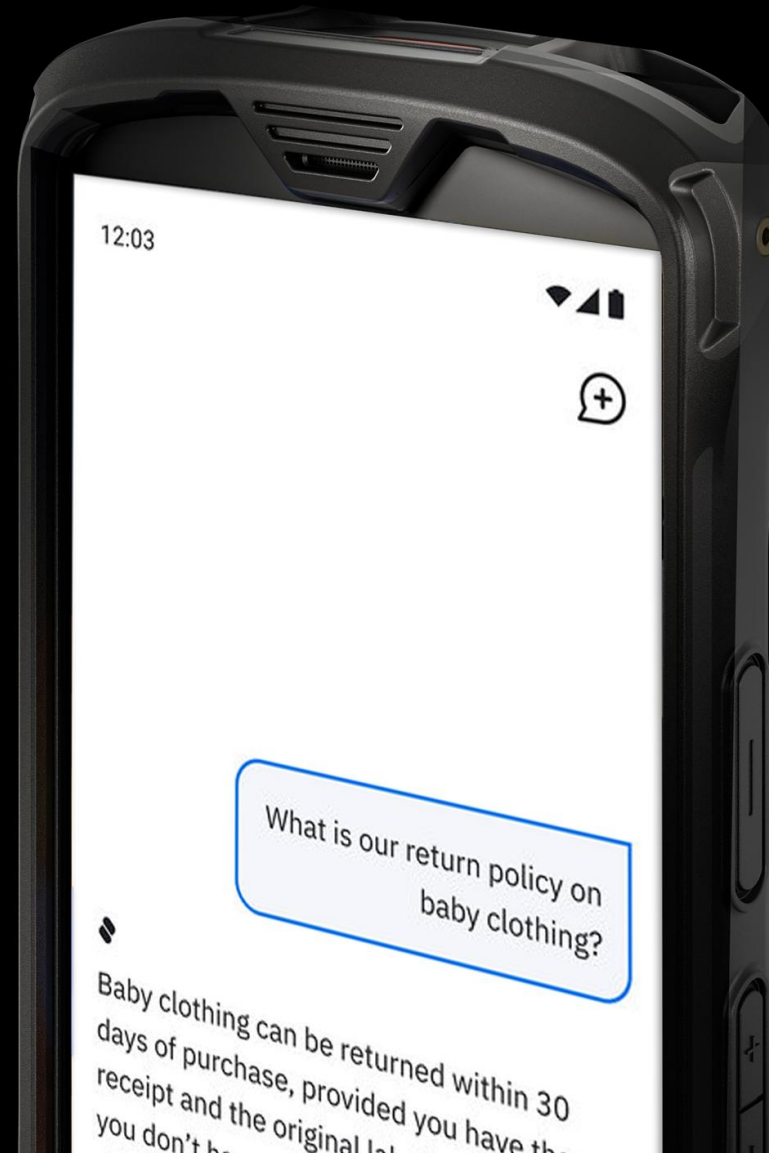 12:03
What is our return policy on
baby clothing?
Baby clothing can be returned within 30
days of purchase, provided you have
receipt and the original
you don't